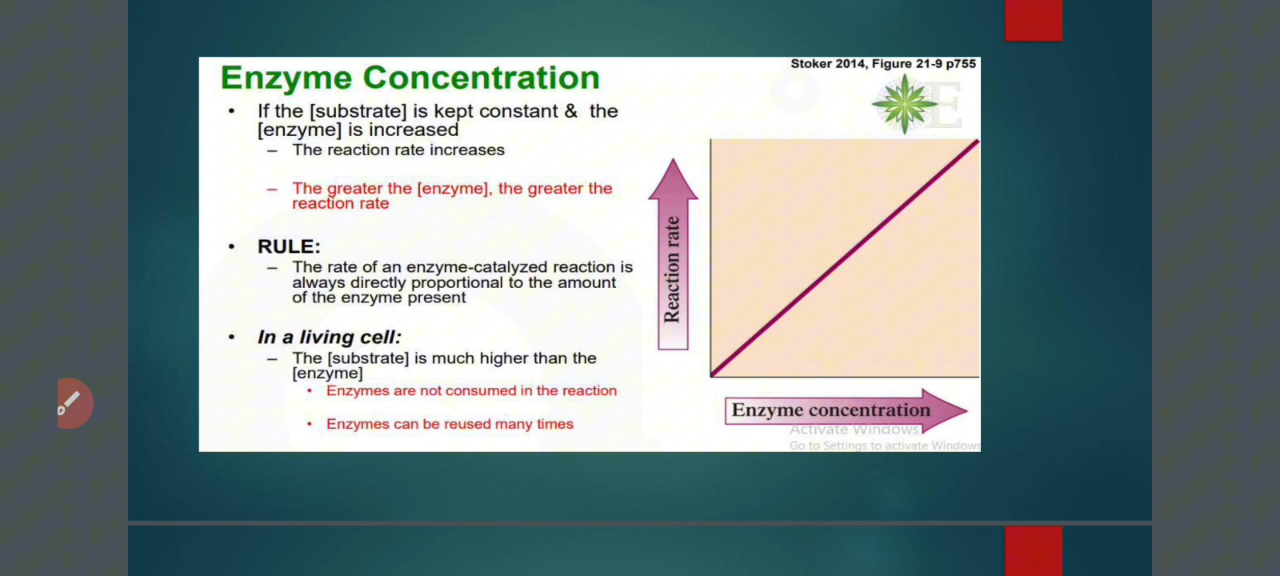 Stoker 2014, Figure 21-9 p755
Enzyme Concentration
• If the [substrate] is kept constant & the
[enzyme] is increased
– The reaction rate increases
– The greater the [enzyme], the greater the
reaction rate
• RULE:
– The rate of an enzyme-catalyzed reaction is
always directly proportional to the amount
of the enzyme present
• In a living cell:
– The [substrate] is much higher than the
[enzyme]
• Enzymes are not consumed in the reaction
• Enzymes can be reused many times
E
Reaction rate
Enzyme concentration
Activate Windows
Go to Settings to activate Windows